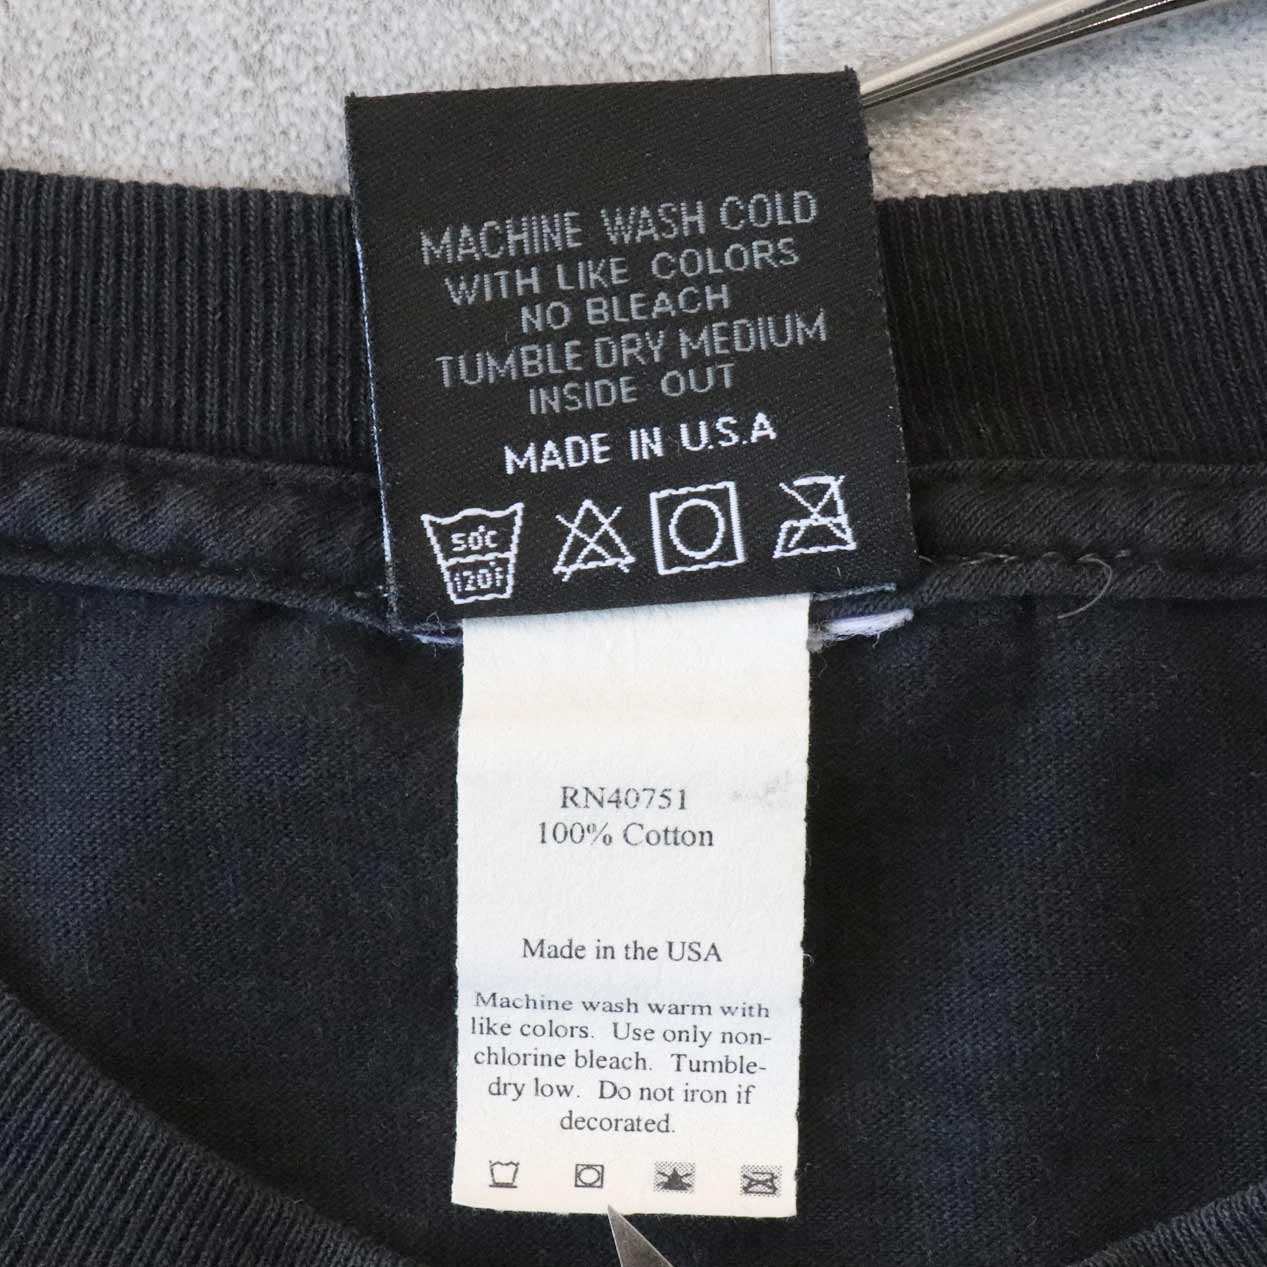 MACHINE WASH COLD
WITH LIKE COLORS
NO BLEACH
TUMBLE DRY MEDIUM
INSIDE OUT
MADE IN U.S.A
50°C
120°F
RN40751
100% Cotton
Made in the USA
Machine wash warm with
like colors. Use only non-
chlorine bleach. Tumble-
dry low. Do not iron if
decorated.